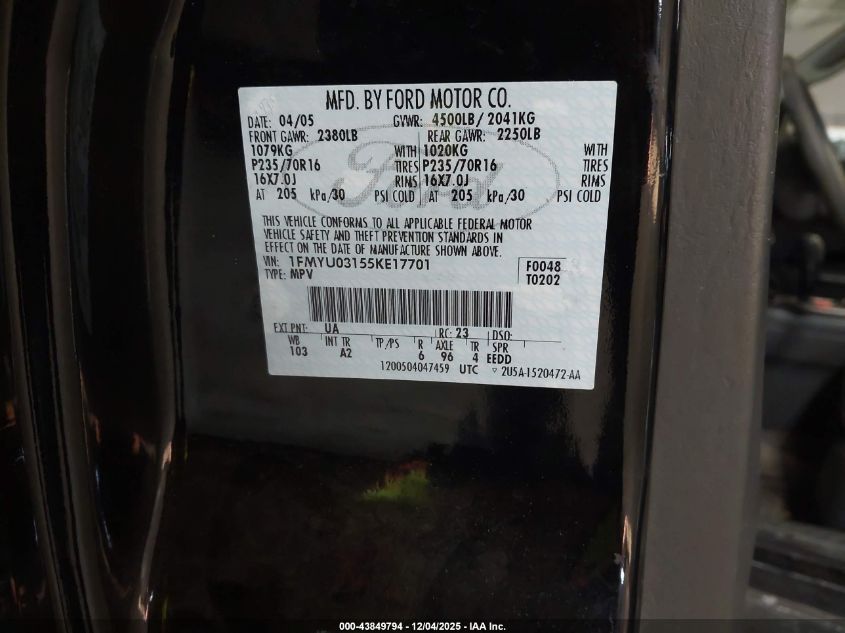 MFD. BY FORD MOTOR CO.
DATE: 04/05 GVWR: 4500LB/ 2041KG
FRONT GAWR: 2380LB REAR GAWR: 2250LB
1079KG WITH 1020KG WITH
P235/70R16 TIRES P235/70R16 TIRES
16X7.0J RIMS 16X7.0J RIMS
AT 205 kPa/30 PSI COLD AT 205 kPa/30 PSI COLD
Ford
THIS VEHICLE CONFORMS TO ALL APPLICABLE FEDERAL MOTOR
VEHICLE SAFETY AND THEFT PREVENTION STANDARDS IN
EFFECT ON THE DATE OF MANUFACTURE SHOWN ABOVE.
VIN: 1FMYU03155KE17701 F0048
TYPE: MPV T0202
EXT PNT: UA RC: 23 DSO:
WB INT TR TP/PS R AXLE TR SPR
103 A2 6 96 4 EEDD
1200504047459 UTC ▽ 2U5A-1520472-AA
000-43849794 - 12/04/2025 - IAA Inc.